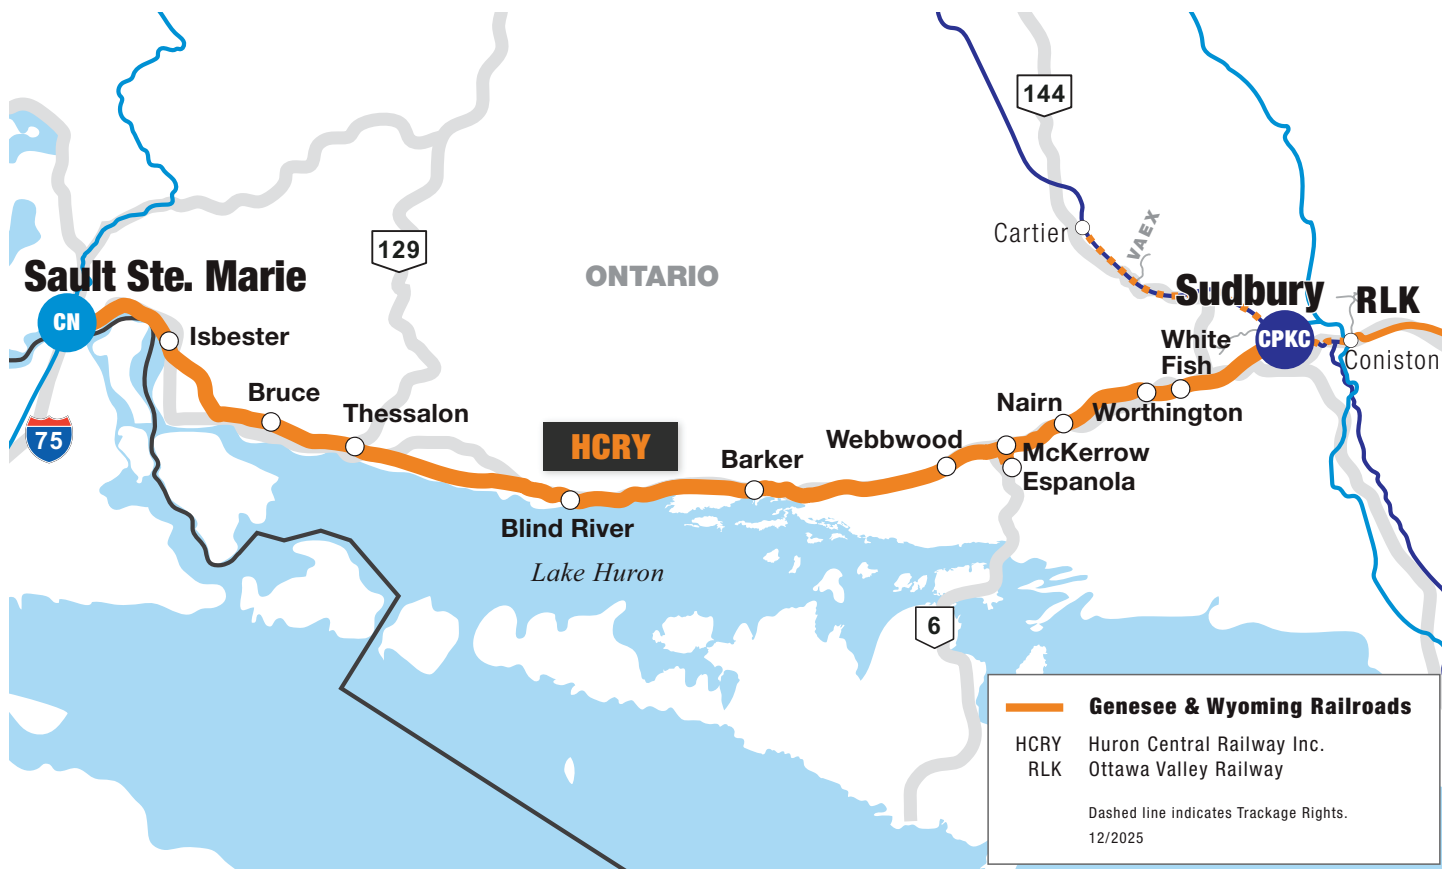 144
VAEX
Cartier
129
ONTARIO
Sault Ste. Marie
Sudbury
RLK
CN
Isbester
White
Fish
CPKC
Coniston
Bruce
Thessalon
Nairn
Worthington
75
HCRY
Webbwood
McKerrow
Barker
Espanola
Blind River
Lake Huron
6
Genesee & Wyoming Railroads
HCRY Huron Central Railway Inc.
RLK Ottawa Valley Railway
Dashed line indicates Trackage Rights.
12/2025